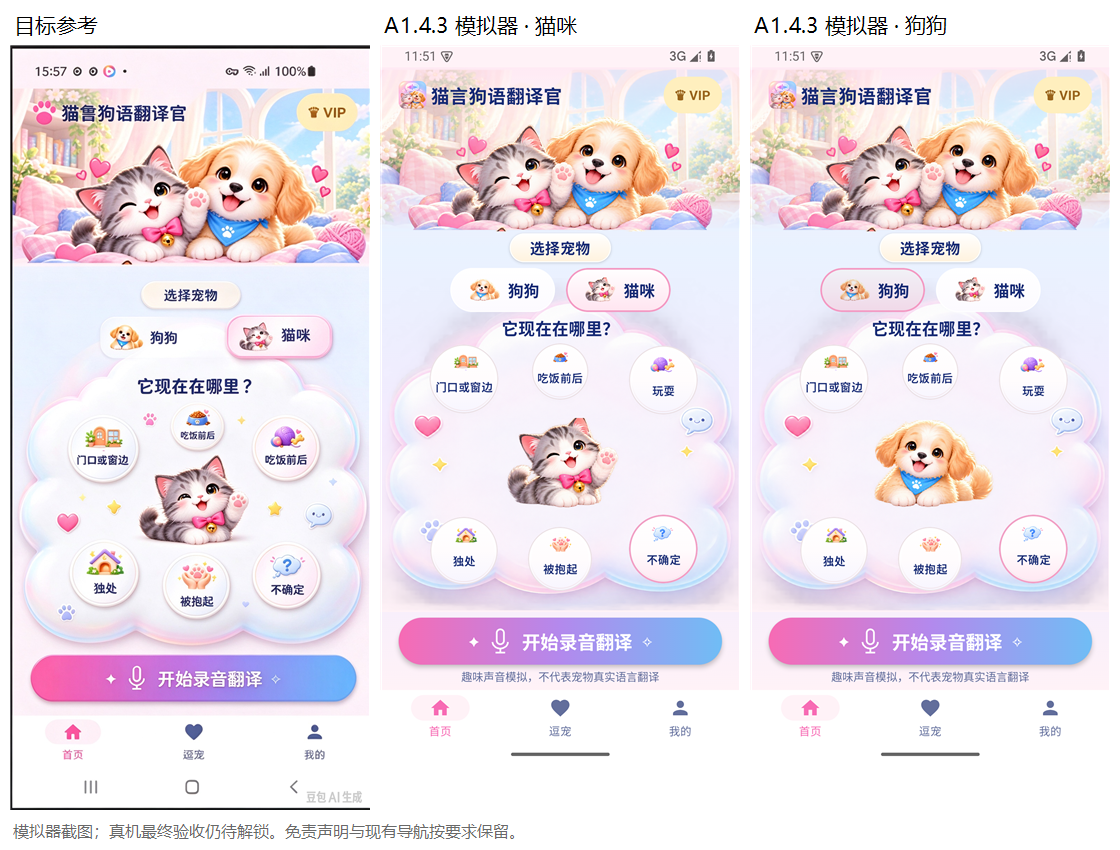 目标参考
A1.4.3 模拟器 · 猫咪
A1.4.3 模拟器 · 狗狗
15:57
100%
猫鲁狗语翻译官
VIP
选择宠物
狗狗
猫咪
它现在在哪里？
门口或窗边
吃饭前后
吃饭前后
独处
被抱起
不确定
开始录音翻译
首页
逗宠
我的
豆包AI生成
11:51
3G
猫言狗语翻译官
VIP
选择宠物
狗狗
猫咪
它现在在哪里？
门口或窗边
吃饭前后
玩耍
独处
被抱起
不确定
开始录音翻译
趣味声音模拟，不代表宠物真实语言翻译
首页
逗宠
我的
11:51
3G
猫言狗语翻译官
VIP
选择宠物
狗狗
猫咪
它现在在哪里？
门口或窗边
吃饭前后
玩耍
独处
被抱起
不确定
开始录音翻译
趣味声音模拟，不代表宠物真实语言翻译
首页
逗宠
我的
模拟器截图；真机最终验收仍待解锁。免责声明与现有导航按要求保留。